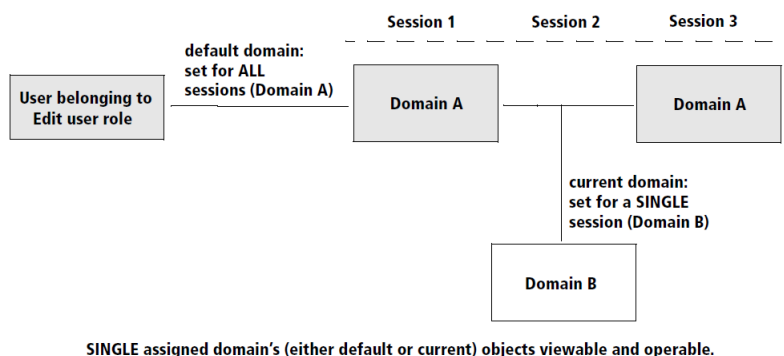 Session 1
Session 2
Session 3
default domain:
set for ALL
sessions (Domain A)
User belonging to
Edit user role
Domain A
Domain A
current domain:
set for a SINGLE
session (Domain B)
Domain B
SINGLE assigned domain's (either default or current) objects viewable and operable.